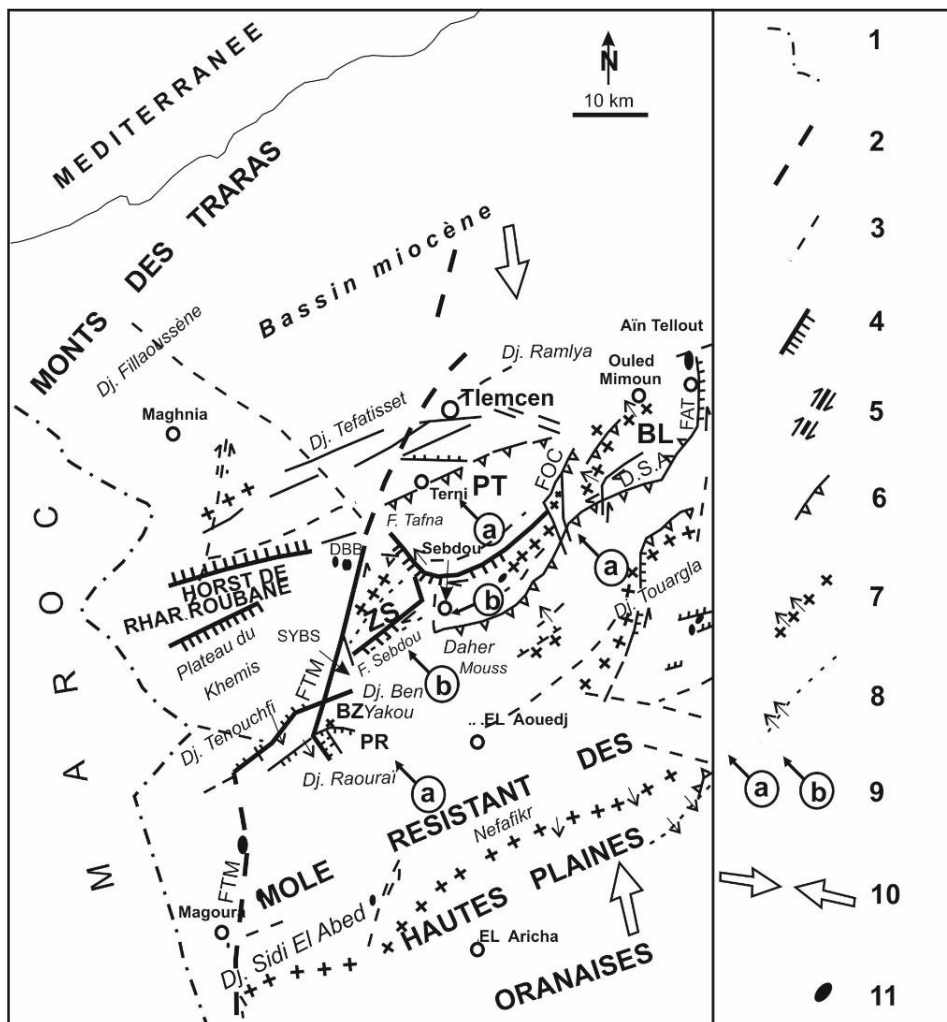 MEDITERRANEE
N
10 km
MONTS DES TRARAS
Bassin miocène
Dj. Fillaoussène
Dj. Ramlya
Aïn Tellout
Ouled
Mimoun
Maghnia
Tlemcen
Dj. Tefatisset
FAT
BL
FOC
D.S.A
PT
Terni
F. Tafna
a
Sebdou
DBB
a
HORST DE
RHAR ROUBANE
b
ZS
Dj. Touargla
Plateau du
Khemis
SYBS
Daher
Mouss
F. Sebdou
b
FTM
Dj. Ben
Yakou
BZ
EL Aouedj
Dj. Tenouchfi
PR
Dj. Raouraï
a
MAROC
MOLE RESISTANT DES
HAUTES PLAINES
ORANAISES
Nefafikr
FTM
Magoura
Dj. Sidi El Abed
EL Aricha
1
2
3
4
5
6
7
8
a b 9
10
11